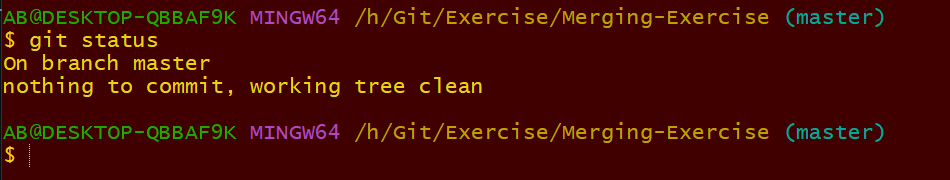 AB@DESKTOP-QBBAF9K MINGW64 /h/Git/Exercise/Merging-Exercise (master)
$ git status
On branch master
nothing to commit, working tree clean
AB@DESKTOP-QBBAF9K MINGW64 /h/Git/Exercise/Merging-Exercise (master)
$